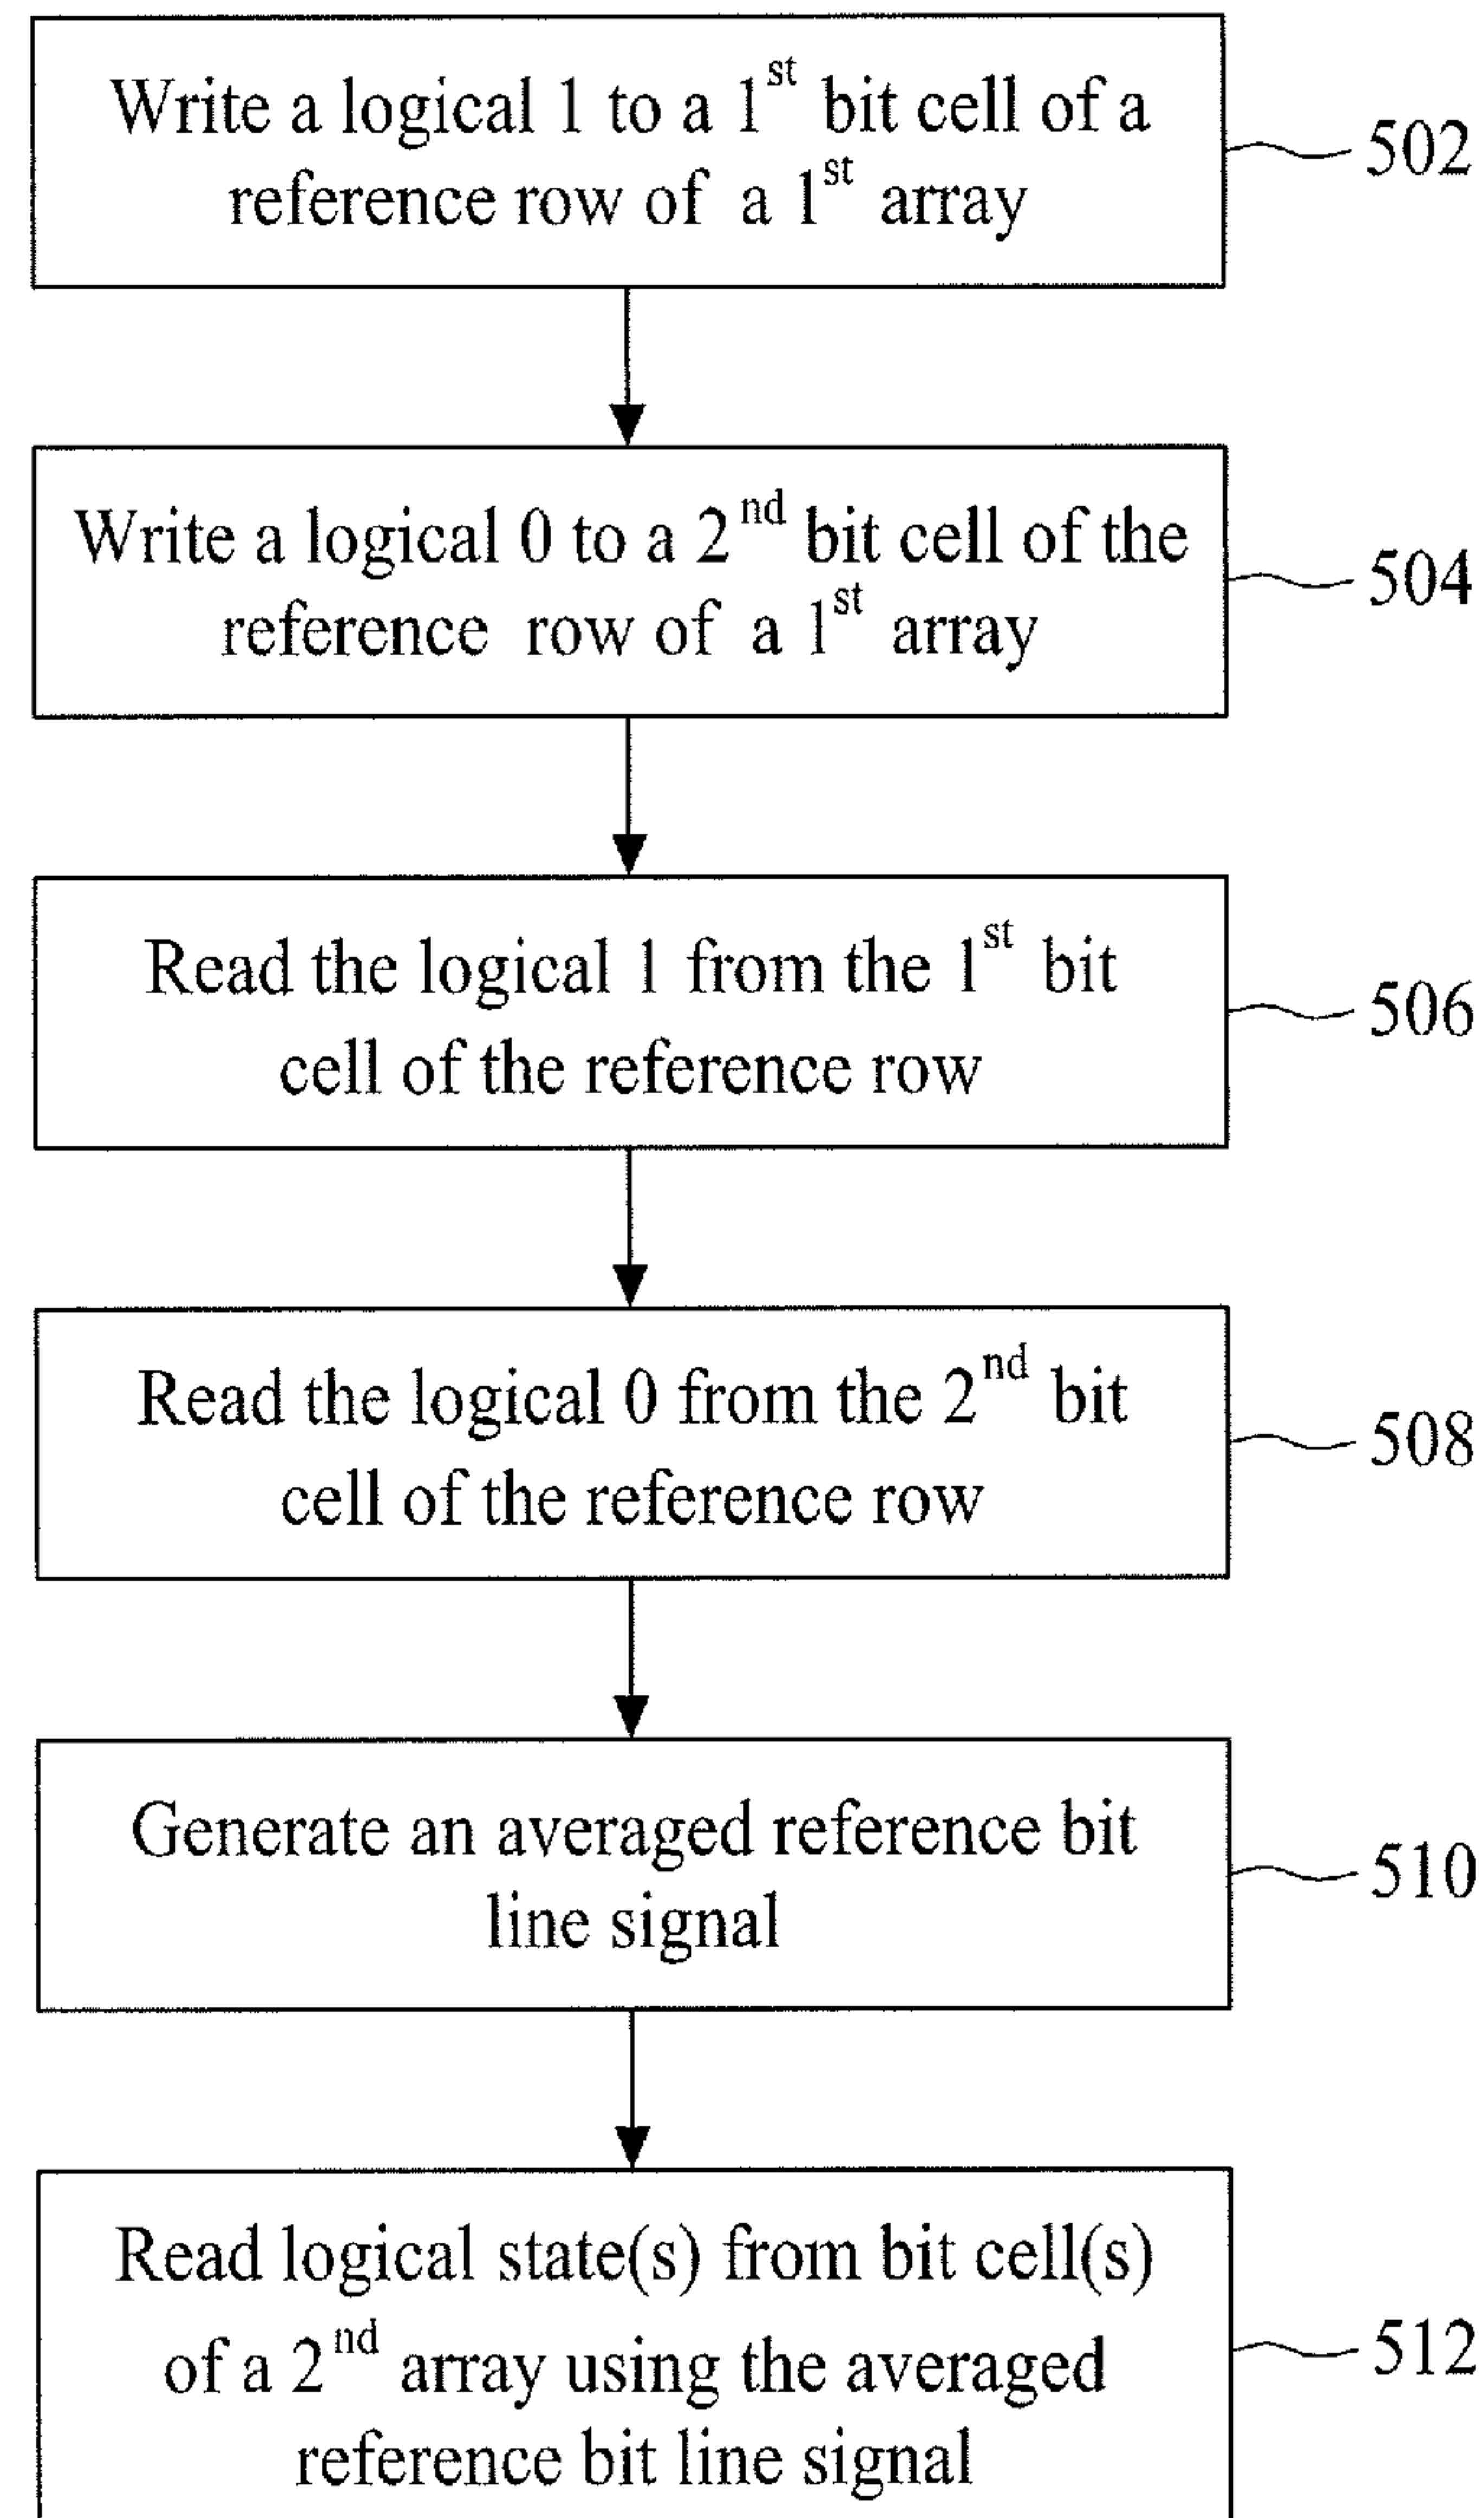 Write a logical 1 to a 1st bit cell of a
reference row of a 1st array
502
Write a logical 0 to a 2nd bit cell of the
reference row of a 1st array
504
Read the logical 1 from the 1st bit
cell of the reference row
506
Read the logical 0 from the 2nd bit
cell of the reference row
508
Generate an averaged reference bit
line signal
510
Read logical state(s) from bit cell(s)
of a 2nd array using the averaged
reference bit line signal
512